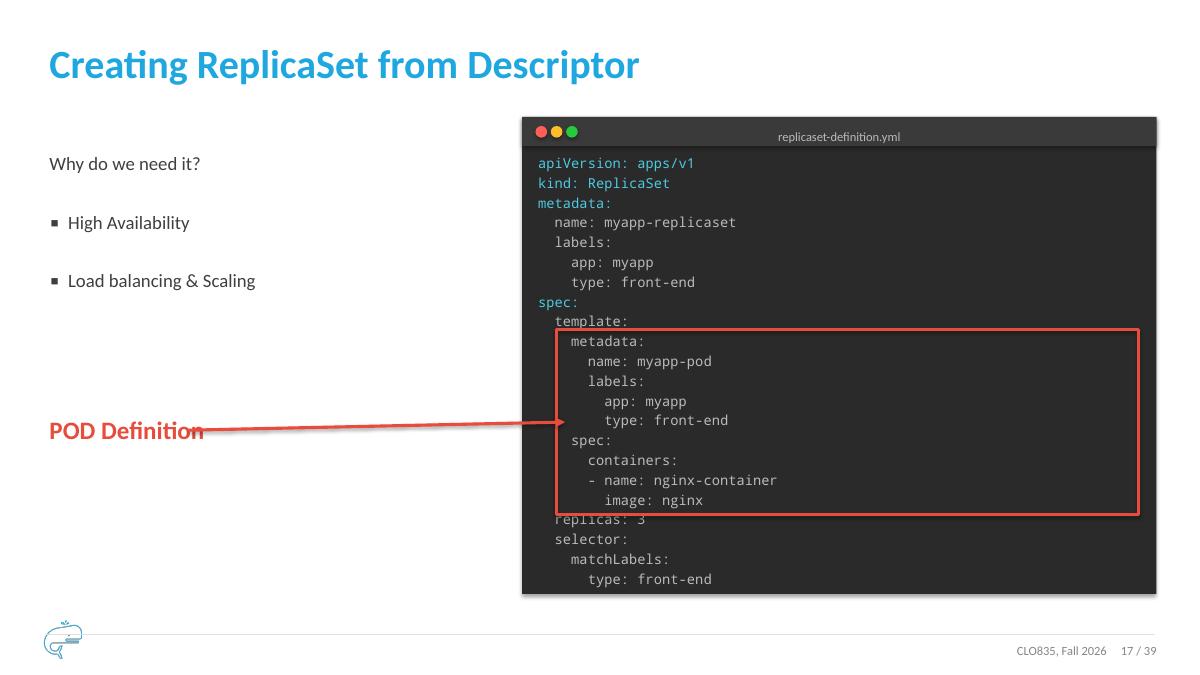 Creating ReplicaSet from Descriptor
Why do we need it?
▪ High Availability
▪ Load balancing & Scaling
POD Definition
replicaset-definition.yml
apiVersion: apps/v1
kind: ReplicaSet
metadata:
  name: myapp-replicaset
  labels:
    app: myapp
    type: front-end
spec:
  template:
    metadata:
      name: myapp-pod
      labels:
        app: myapp
        type: front-end
    spec:
      containers:
      - name: nginx-container
        image: nginx
  replicas: 3
  selector:
    matchLabels:
      type: front-end
CLO835, Fall 2026 17 / 39